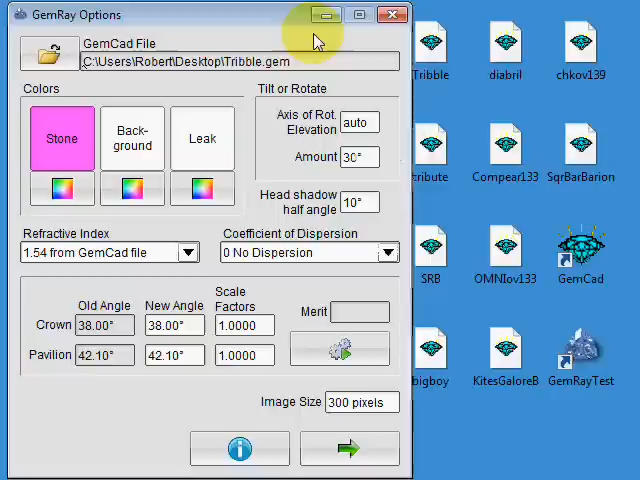 GemRay Options
GemCad File
C:\Users\Robert\Desktop\Tribble.gem
Colors
Stone
Back-
ground
Leak
Tilt or Rotate
Axis of Rot.
Elevation
auto
Amount
30°
Head shadow
half angle
10°
Refractive Index
1.54 from GemCad file
Coefficient of Dispersion
0 No Dispersion
Old Angle
New Angle
Scale
Factors
Crown
38.00°
38.00°
1.0000
Pavilion
42.10°
42.10°
1.0000
Merit
Image Size
300 pixels
Tribble
diabril
chkov139
tribute
Compear133
SqrBarBarion
SRB
OMNIov133
GemCad
bigboy
KitesGaloreB
GemRayTest